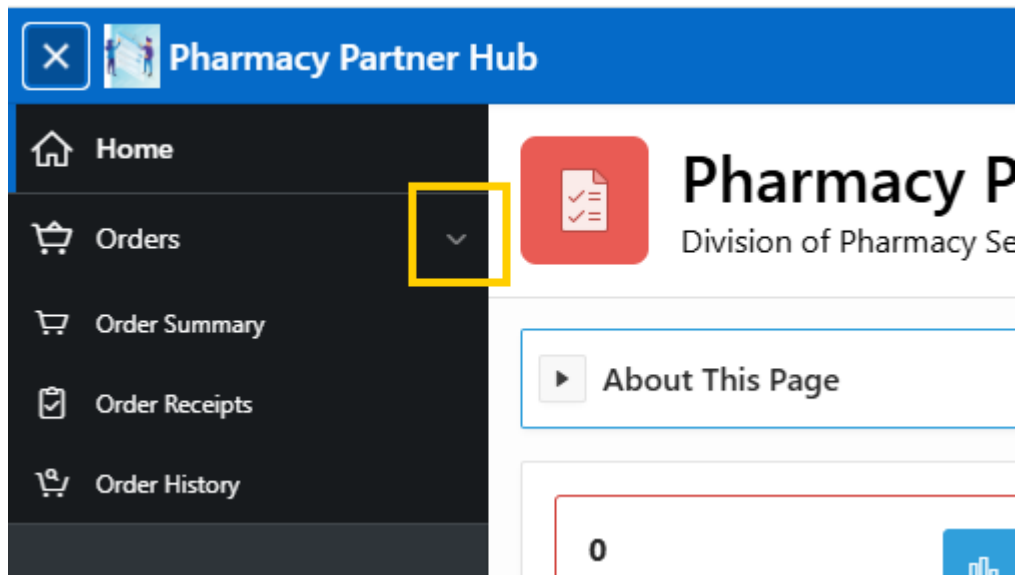 Pharmacy Partner Hub
Home
Orders
Order Summary
Order Receipts
Order History
Pharmacy P
Division of Pharmacy Se
About This Page
0